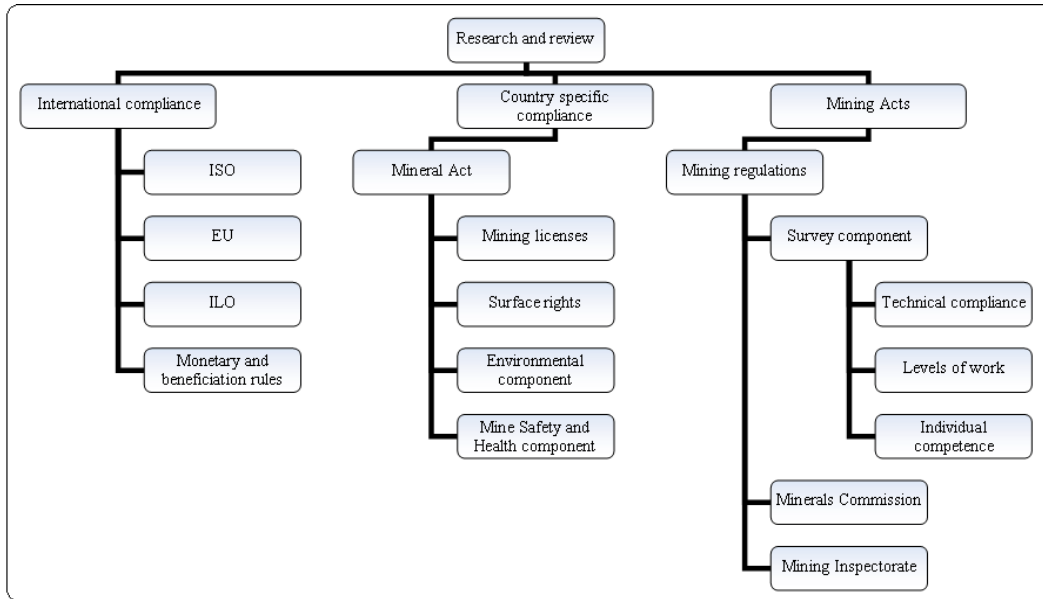 Research and review
International compliance
Country specific
compliance
Mining Acts
Mineral Act
Mining regulations
ISO
EU
ILO
Monetary and
beneficiation rules
Mining licenses
Surface rights
Environmental
component
Mine Safety and
Health component
Survey component
Technical compliance
Levels of work
Individual
competence
Minerals Commission
Mining Inspectorate